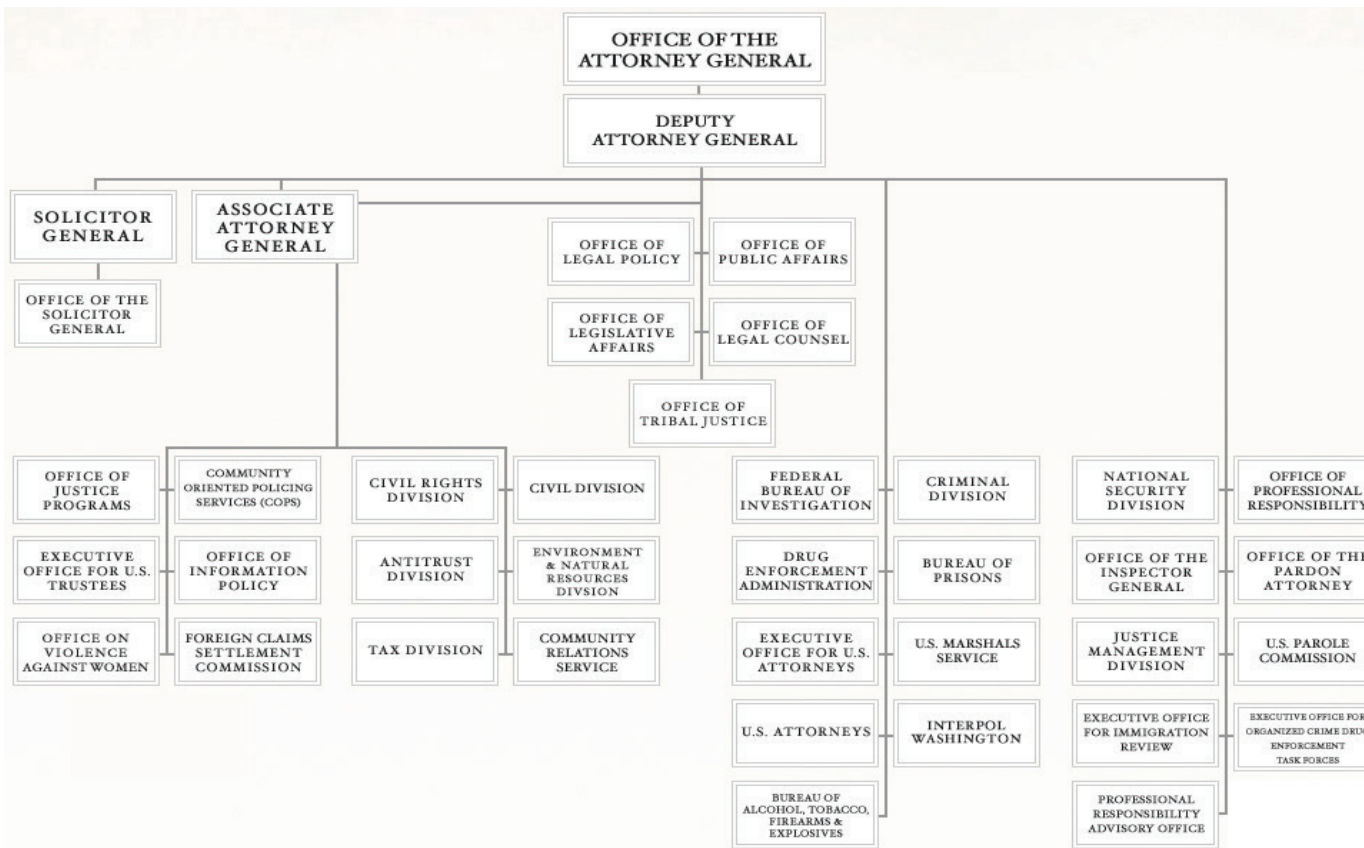 OFFICE OF THE
ATTORNEY GENERAL
DEPUTY
ATTORNEY GENERAL
SOLICITOR
GENERAL
ASSOCIATE
ATTORNEY
GENERAL
OFFICE OF THE
SOLICITOR
GENERAL
OFFICE OF
LEGAL POLICY
OFFICE OF
PUBLIC AFFAIRS
OFFICE OF
LEGISLATIVE
AFFAIRS
OFFICE OF
LEGAL COUNSEL
OFFICE OF
TRIBAL JUSTICE
OFFICE OF
JUSTICE
PROGRAMS
COMMUNITY
ORIENTED POLICING
SERVICES (COPS)
EXECUTIVE
OFFICE FOR U.S.
TRUSTEES
OFFICE OF
INFORMATION
POLICY
OFFICE ON
VIOLENCE
AGAINST WOMEN
FOREIGN CLAIMS
SETTLEMENT
COMMISSION
CIVIL RIGHTS
DIVISION
CIVIL DIVISION
ANTITRUST
DIVISION
ENVIRONMENT
& NATURAL
RESOURCES
DIVSION
TAX DIVISION
COMMUNITY
RELATIONS
SERVICE
FEDERAL
BUREAU OF
INVESTIGATION
CRIMINAL
DIVISION
DRUG
ENFORCEMENT
ADMINISTRATION
BUREAU OF
PRISONS
EXECUTIVE
OFFICE FOR U.S.
ATTORNEYS
U.S. MARSHALS
SERVICE
U.S. ATTORNEYS
INTERPOL
WASHINGTON
BUREAU OF
ALCOHOL, TOBACCO,
FIREARMS &
EXPLOSIVES
NATIONAL
SECURITY
DIVISION
OFFICE OF
PROFESSIONAL
RESPONSIBILITY
OFFICE OF THE
INSPECTOR
GENERAL
OFFICE OF THE
PARDON
ATTORNEY
JUSTICE
MANAGEMENT
DIVISION
U.S. PAROLE
COMMISSION
EXECUTIVE OFFICE
FOR IMMIGRATION
REVIEW
EXECUTIVE OFFICE FOR
ORGANIZED CRIME DRUG
ENFORCEMENT
TASK FORCES
PROFESSIONAL
RESPONSIBILITY
ADVISORY OFFICE